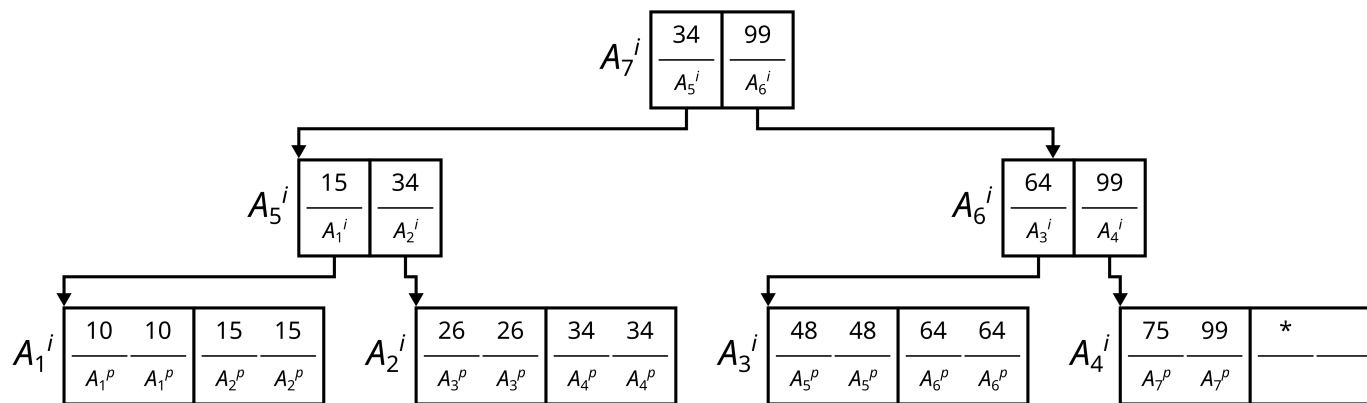 A₇ⁱ
34 99
A₅ⁱ A₆ⁱ
A₅ⁱ
15 34
A₁ⁱ A₂ⁱ
A₆ⁱ
64 99
A₃ⁱ A₄ⁱ
A₁ⁱ
10 10 15 15
A₁ᵖ A₁ᵖ A₂ᵖ A₂ᵖ
A₂ⁱ
26 26 34 34
A₃ᵖ A₃ᵖ A₄ᵖ A₄ᵖ
A₃ⁱ
48 48 64 64
A₅ᵖ A₅ᵖ A₆ᵖ A₆ᵖ
A₄ⁱ
75 99 *
A₇ᵖ A₇ᵖ